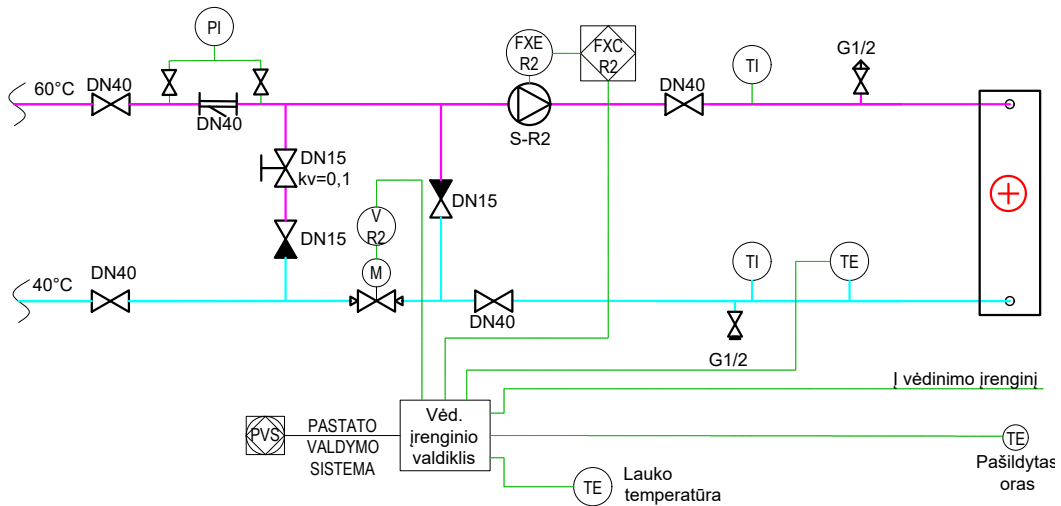 PI
FXE
R2
FXC
R2
G1/2
60°C
DN40
DN40
TI
DN40
S-R2
DN15
kv=0,1
DN15
V
R2
DN15
M
40°C
DN40
DN40
TI
TE
G1/2
Į vėdinimo įrenginį
PVS
PASTATO
VALDYMO
SISTEMA
Vėd.
įrenginio
valdiklis
TE
Lauko
temperatūra
TE
Pašildytas
oras